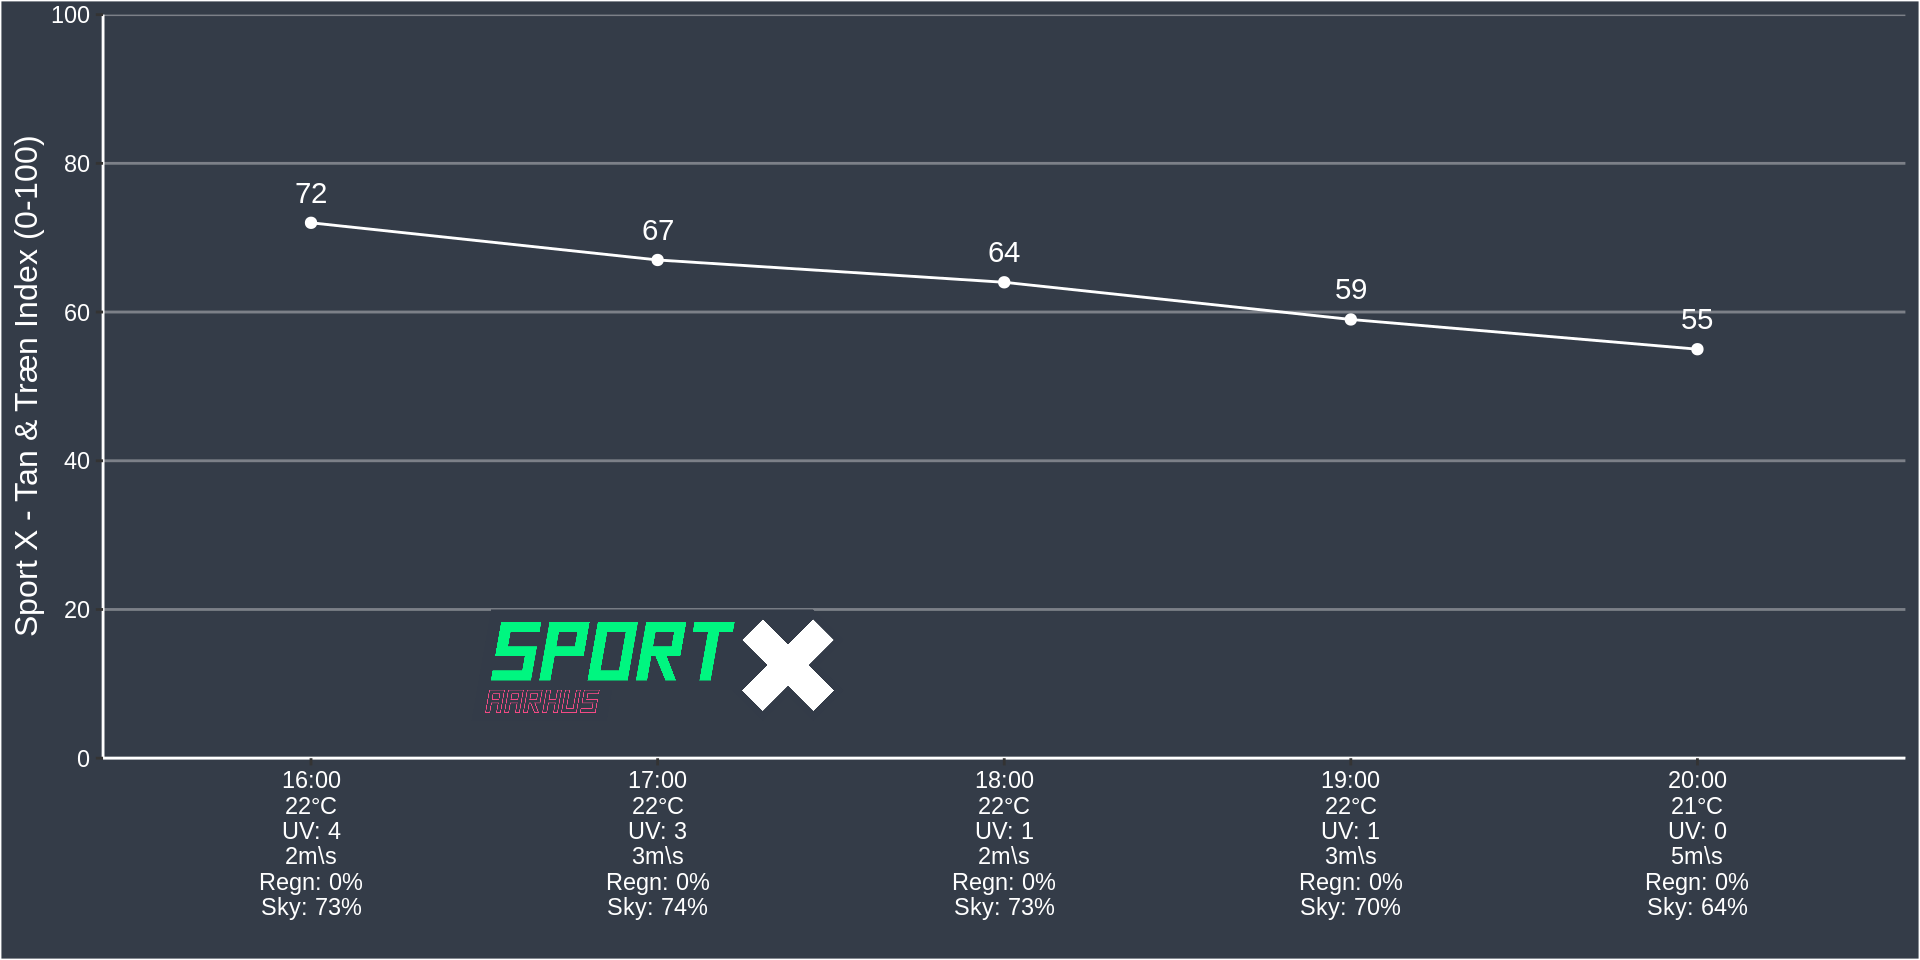 Sport X - Tan & Træn Index (0-100)
100
80
60
40
20
0
72
67
64
59
55
SPORT X
AARHUS
16:00
22°C
UV: 4
2m\s
Regn: 0%
Sky: 73%
17:00
22°C
UV: 3
3m\s
Regn: 0%
Sky: 74%
18:00
22°C
UV: 1
2m\s
Regn: 0%
Sky: 73%
19:00
22°C
UV: 1
3m\s
Regn: 0%
Sky: 70%
20:00
21°C
UV: 0
5m\s
Regn: 0%
Sky: 64%